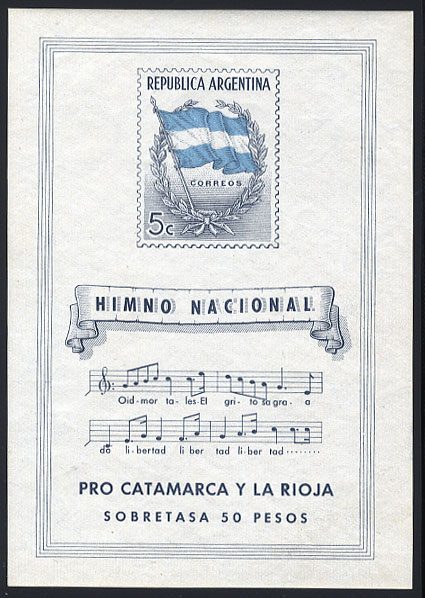 REPUBLICA ARGENTINA
CORREOS
5c
HIMNO NACIONAL
Oid-mor ta- les-El gri- to sa gra- a
do li-bertad li ber tad li ber tad ........
PRO CATAMARCA Y LA RIOJA
SOBRETASA 50 PESOS